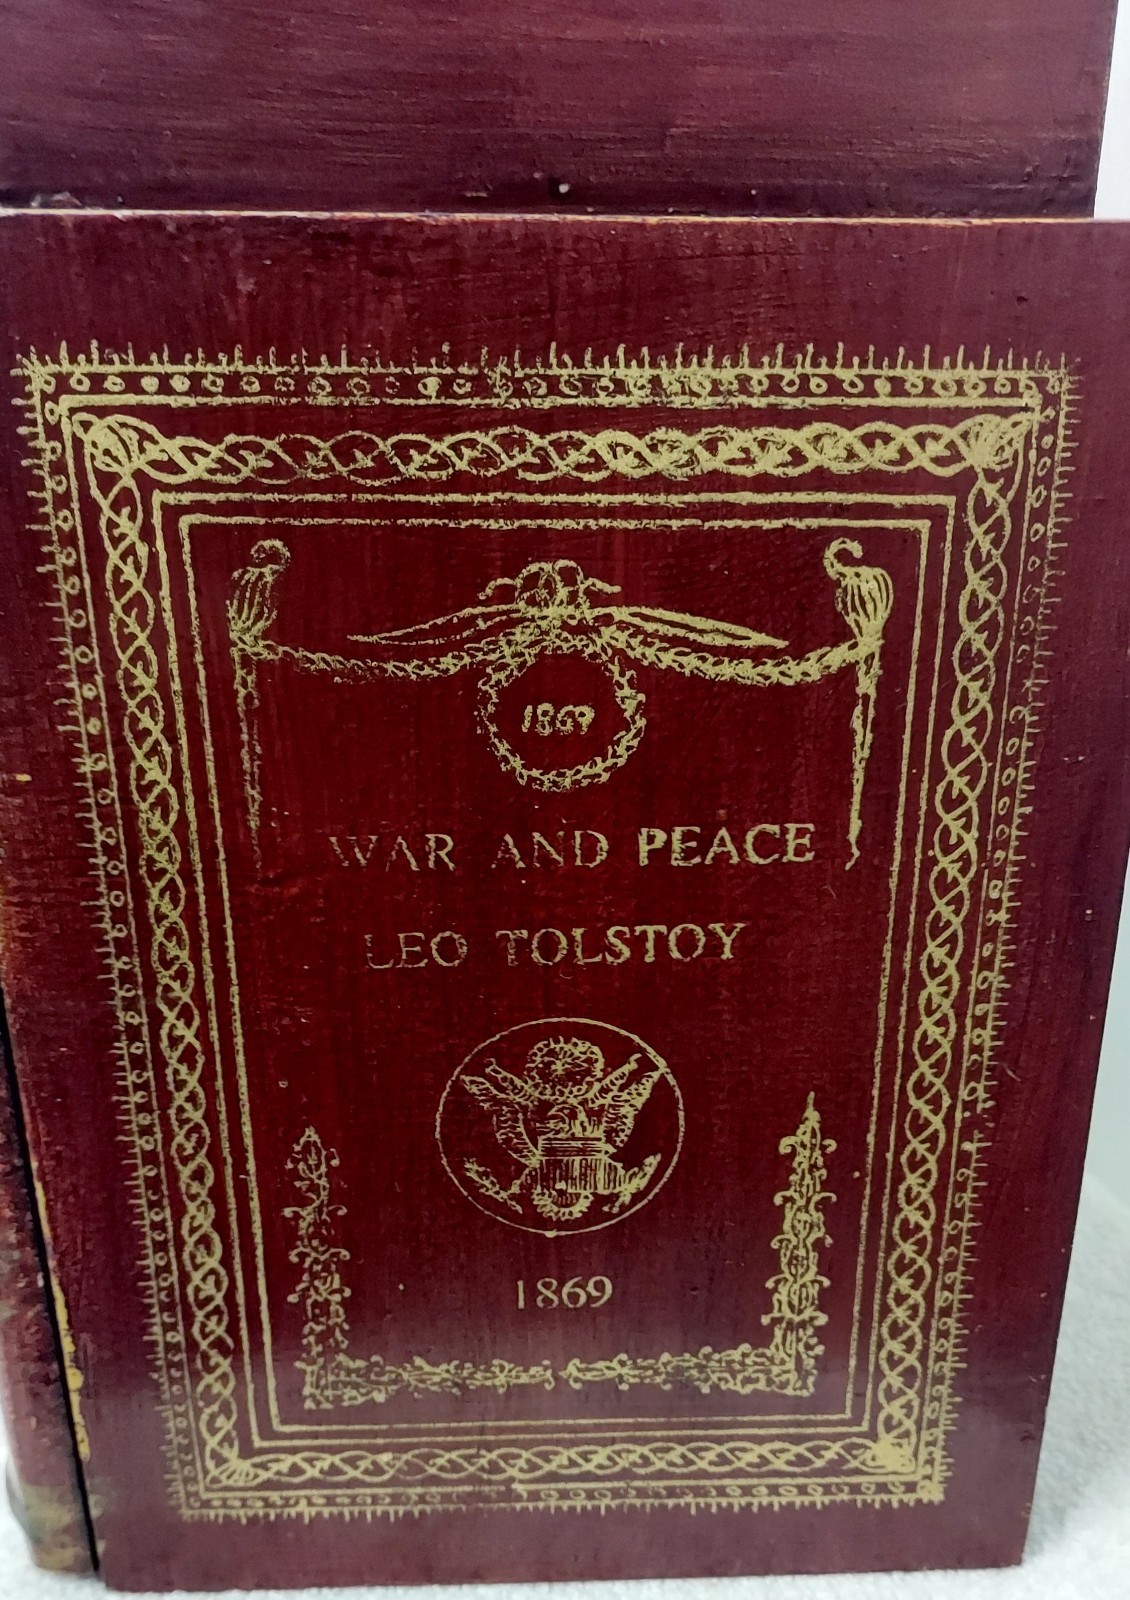 1869
WAR AND PEACE
LEO TOLSTOY
1869